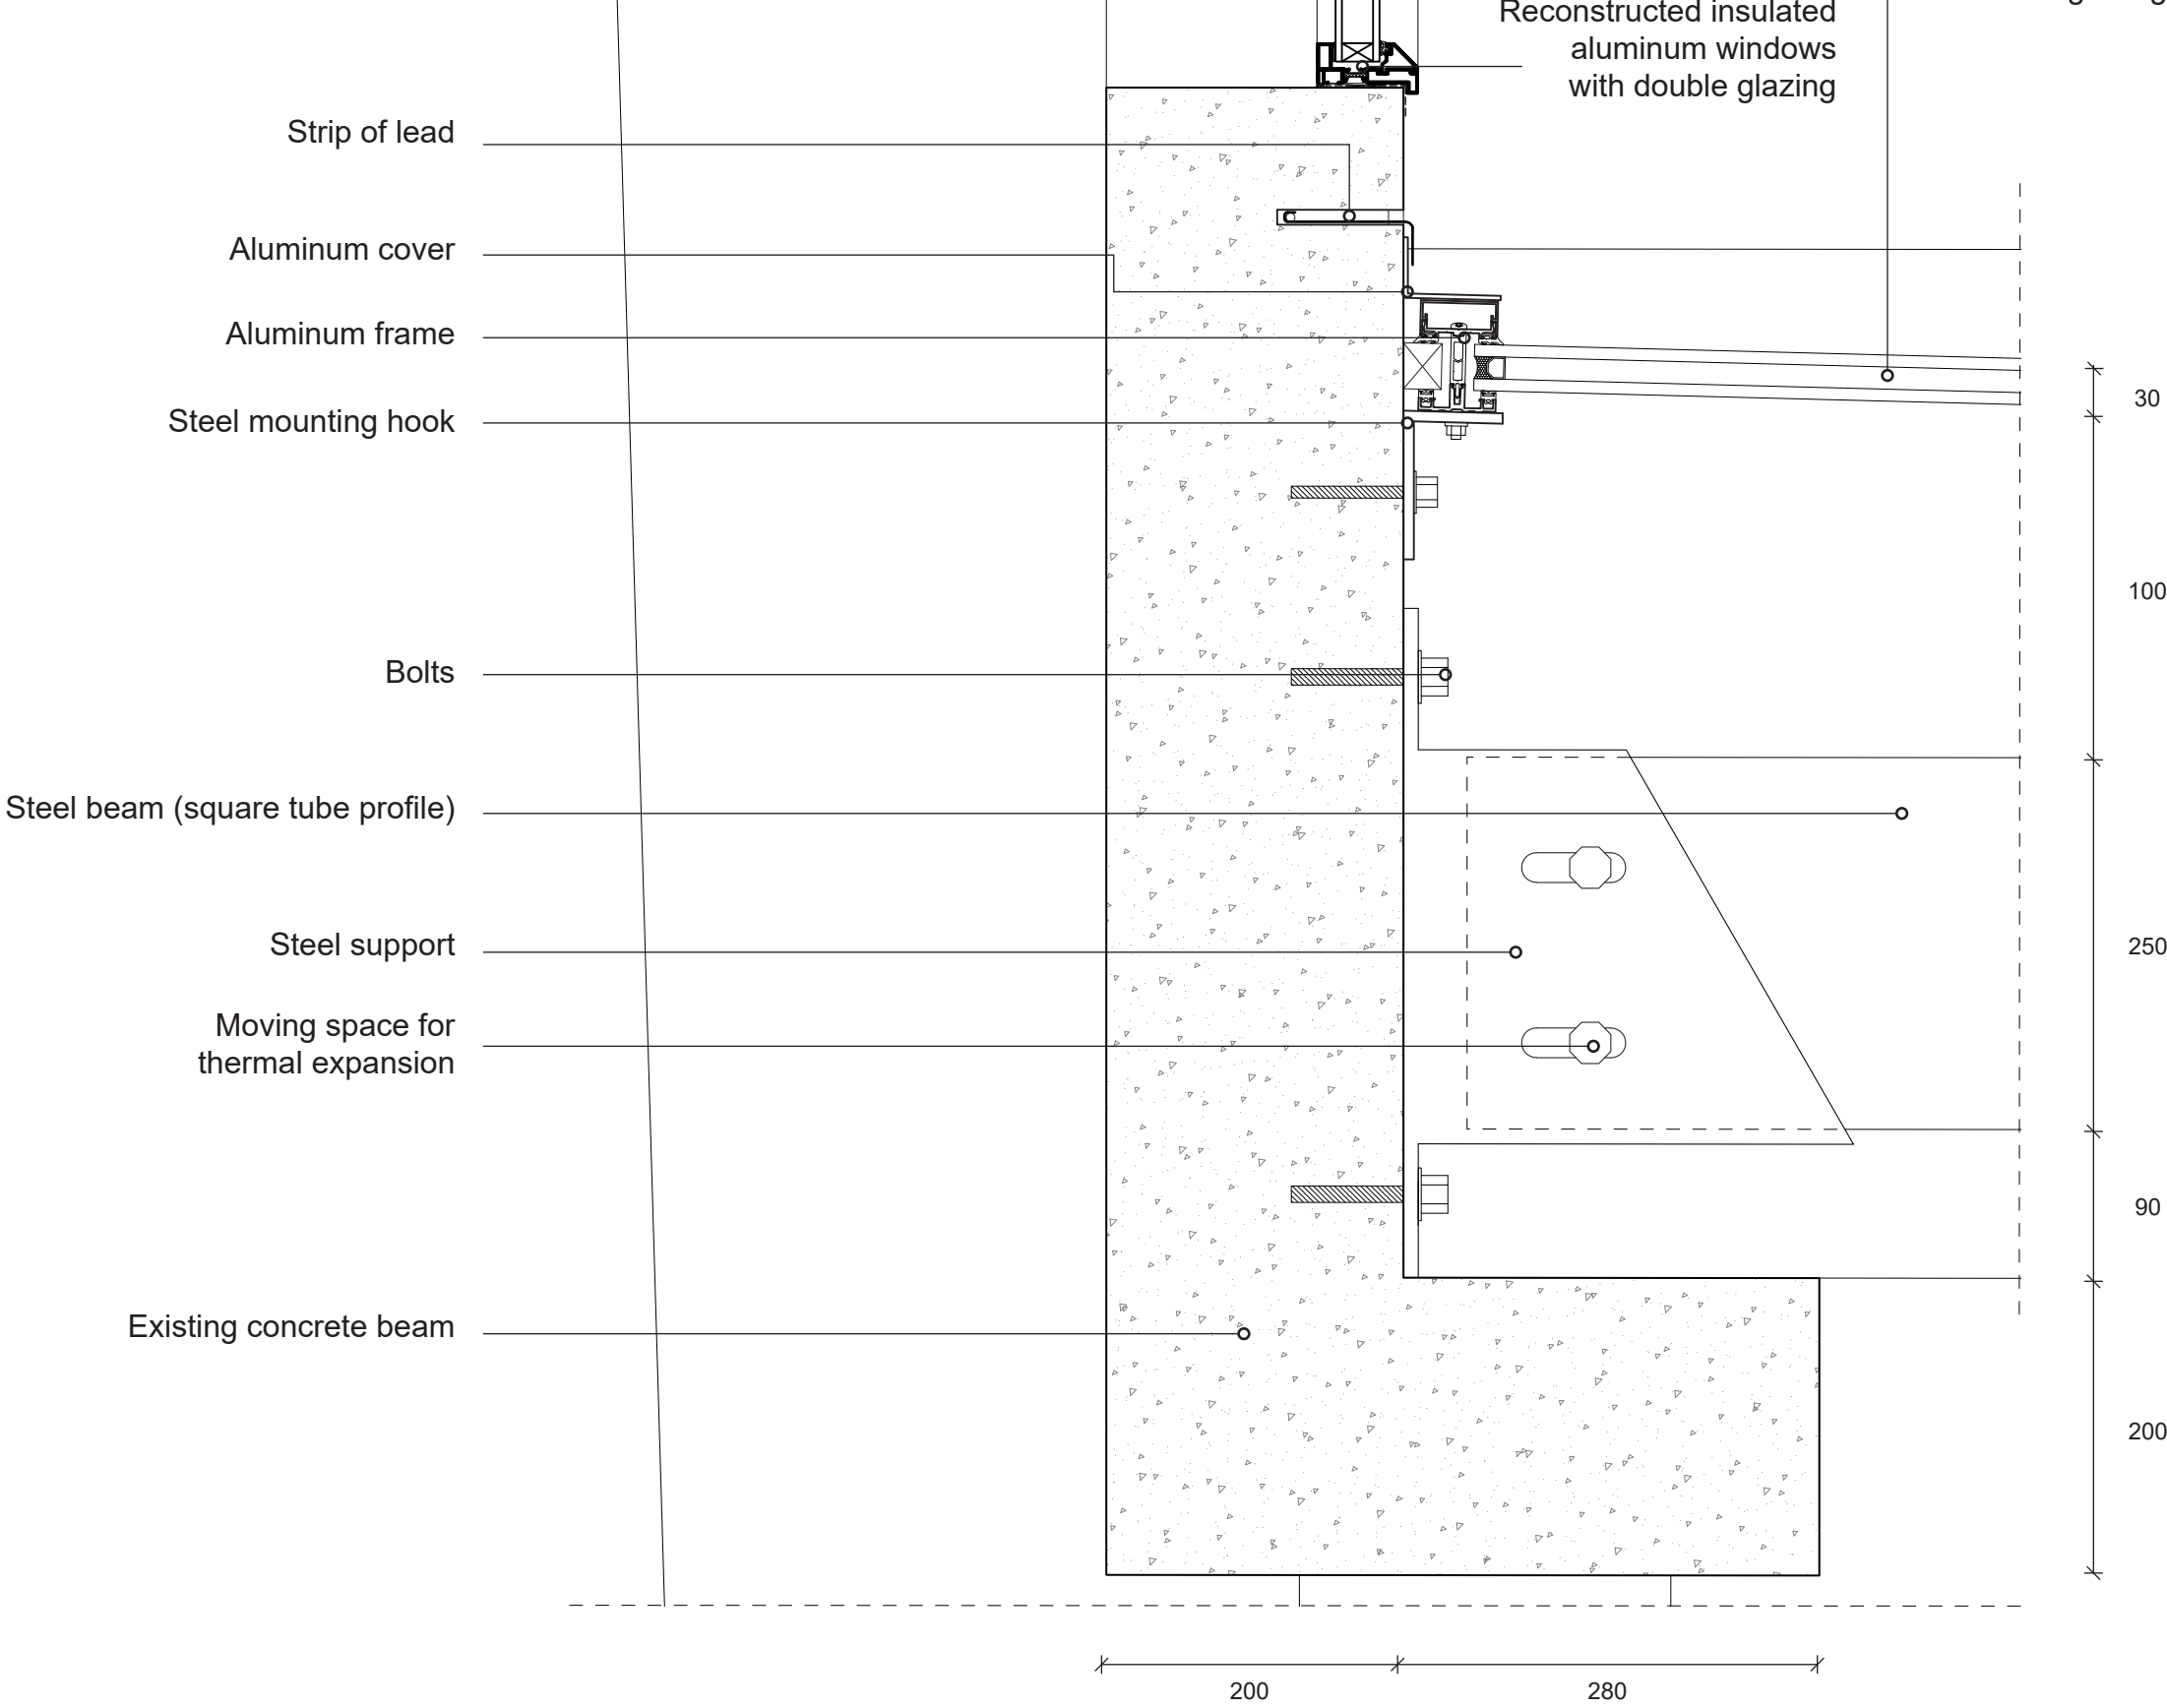 Reconstructed insulated
aluminum windows
with double glazing
Strip of lead
Aluminum cover
Aluminum frame
Steel mounting hook
Bolts
Steel beam (square tube profile)
Steel support
Moving space for
thermal expansion
Existing concrete beam
30
100
250
90
200
200
280